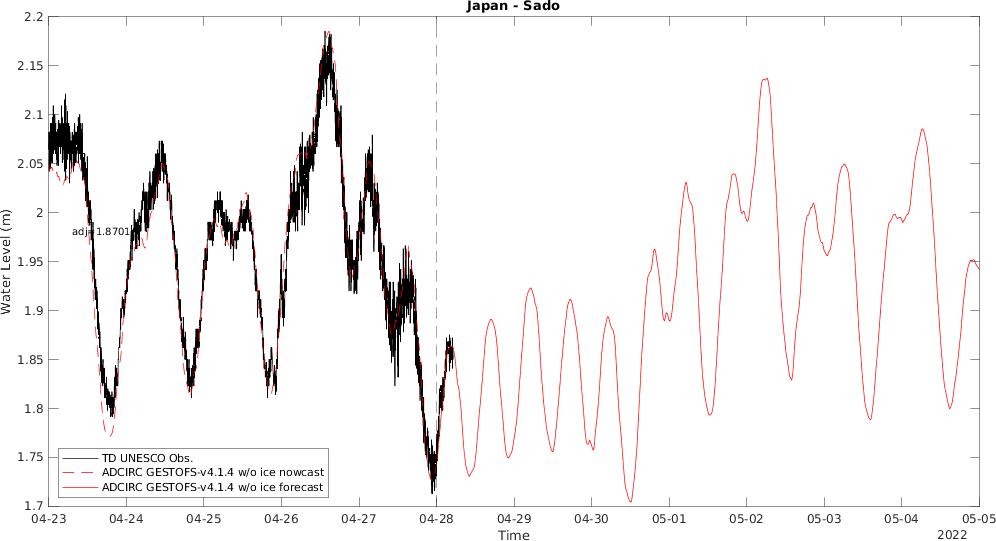 Japan - Sado
2.2
2.15
2.1
2.05
2
1.95
1.9
1.85
1.8
1.75
1.7
Water Level (m)
adj=1.8701
TD UNESCO Obs.
ADCIRC GESTOFS-v4.1.4 w/o ice nowcast
ADCIRC GESTOFS-v4.1.4 w/o ice forecast
04-23 04-24 04-25 04-26 04-27 04-28 04-29 04-30 05-01 05-02 05-03 05-04 05-05
Time
2022